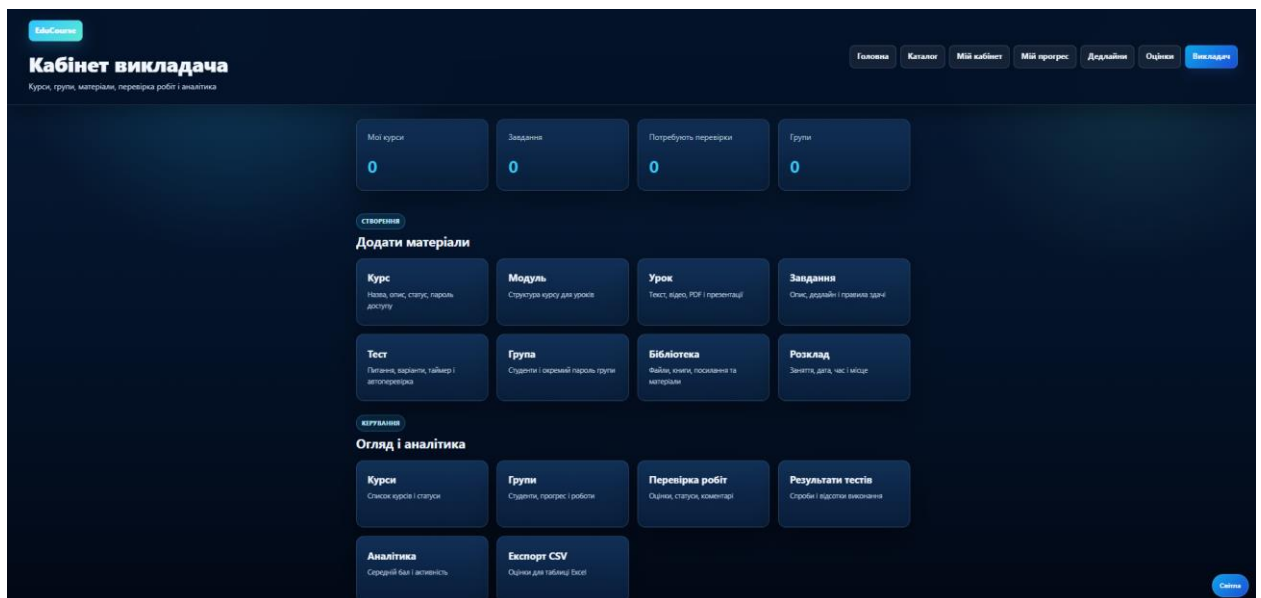 EduCourse
Кабінет викладача
Курси, групи, матеріали, перевірка робіт і аналітика
Головна
Каталог
Мій кабінет
Мій прогрес
Дедлайни
Оцінки
Викладач
Мої курси
0
Завдання
0
Потребують перевірки
0
Групи
0
СТВОРЕННЯ
Додати матеріали
Курс
Назва, опис, статус, пароль
доступу
Модуль
Структура курсу для уроків
Урок
Текст, відео, PDF і презентації
Завдання
Опис, дедлайн і правила здачі
Тест
Питання, варіанти, таймер і
автоперевірка
Група
Студенти і окремий пароль групи
Бібліотека
Файли, книги, посилання та
матеріали
Розклад
Заняття, дата, час і місце
КЕРУВАННЯ
Огляд і аналітика
Курси
Список курсів і статуси
Групи
Студенти, прогрес і роботи
Перевірка робіт
Оцінки, статуси, коментарі
Результати тестів
Спроби і відсотки виконання
Аналітика
Середній бал і активність
Експорт CSV
Оцінки для таблиці Excel
Світла